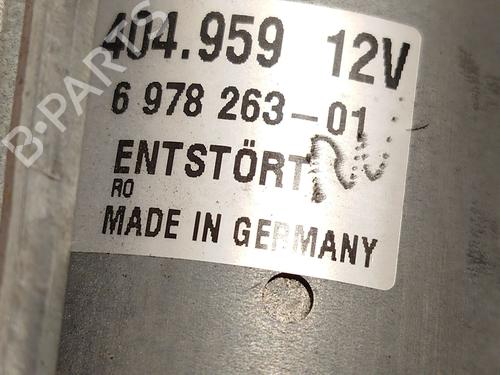 404.959 12V
6 978 263-01
ENTSTÖRT
RO
MADE IN GERMANY
B-PARTS